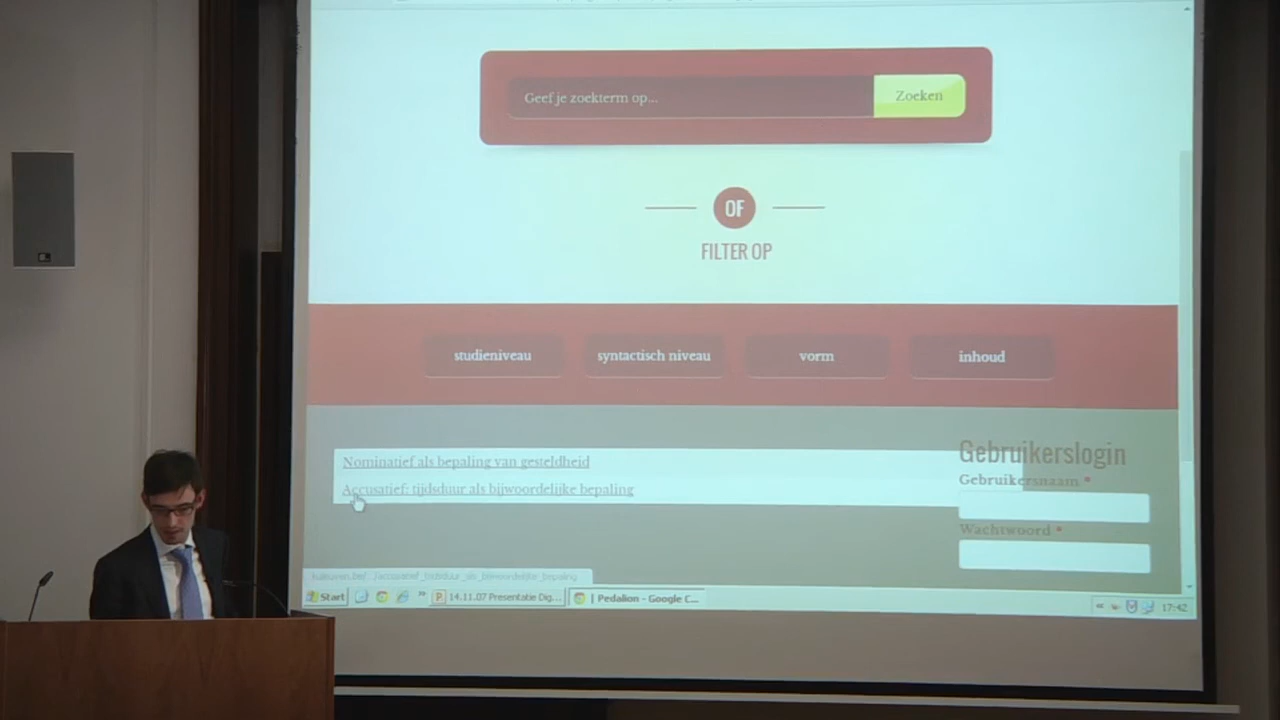 Geef je zoekterm op...
Zoeken
OF
FILTER OP
studieniveau
syntactisch niveau
vorm
inhoud
Nominatief als bepaling van gesteldheid
Accusatief: tijdsduur als bijwoordelijke bepaling
Gebruikerslogin
Gebruikersnaam *
Wachtwoord *
Start
14.11.07 Presentatie Dig...
| Pedalion - Google C...
17:42